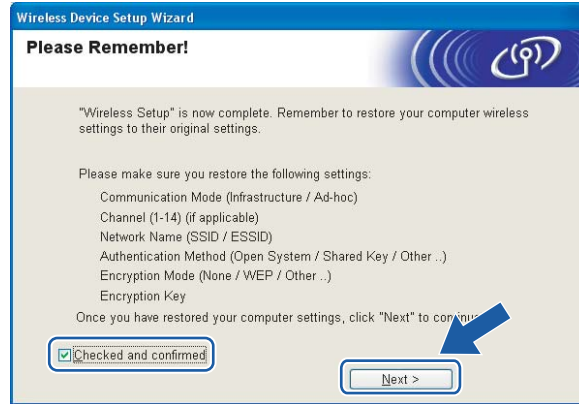 Wireless Device Setup Wizard
Please Remember!
"Wireless Setup" is now complete. Remember to restore your computer wireless
settings to their original settings.
Please make sure you restore the following settings:
Communication Mode (Infrastructure / Ad-hoc)
Channel (1-14) (if applicable)
Network Name (SSID / ESSID)
Authentication Method (Open System / Shared Key / Other ..)
Encryption Mode (None / WEP / Other ..)
Encryption Key
Once you have restored your computer settings, click "Next" to
Checked and confirmed
Next >